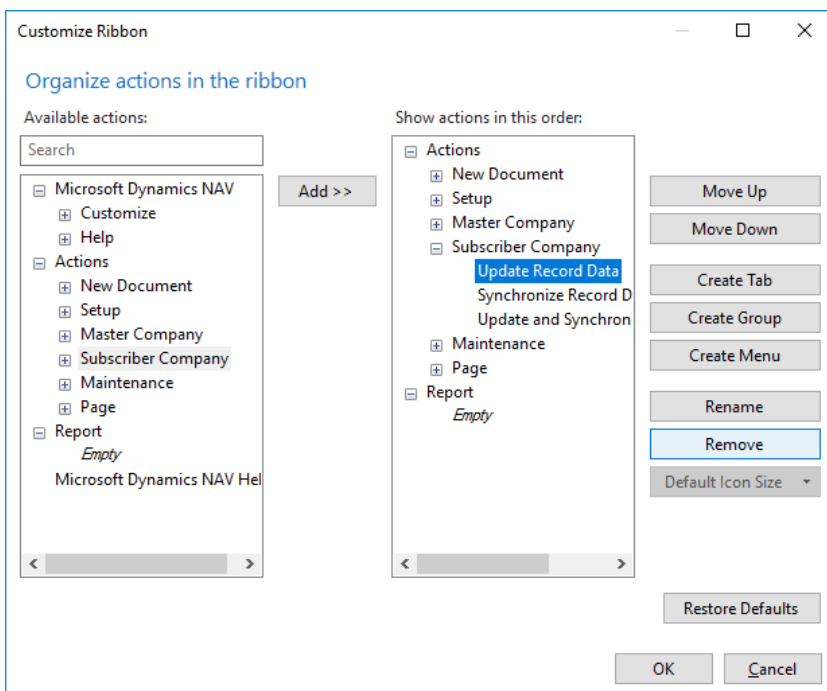 Customize Ribbon
Organize actions in the ribbon
Available actions:
Search
Microsoft Dynamics NAV
Customize
Help
Actions
New Document
Setup
Master Company
Subscriber Company
Maintenance
Page
Report
Empty
Microsoft Dynamics NAV Hel
Add >>
Show actions in this order:
Actions
New Document
Setup
Master Company
Subscriber Company
Update Record Data
Synchronize Record D
Update and Synchron
Maintenance
Page
Report
Empty
Move Up
Move Down
Create Tab
Create Group
Create Menu
Rename
Remove
Default Icon Size
Restore Defaults
OK
Cancel